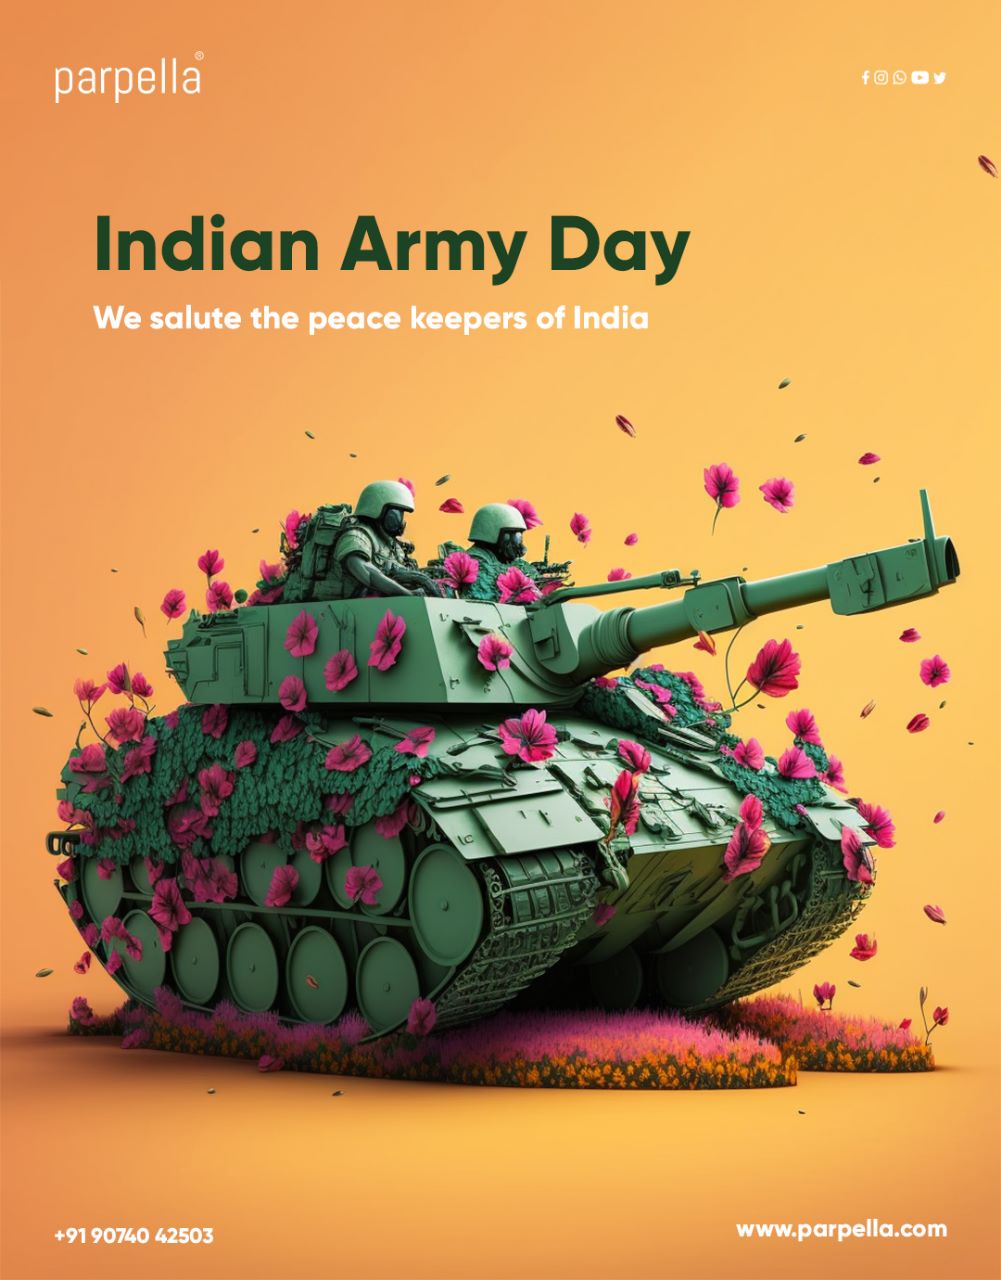 parpella®
Indian Army Day
We salute the peace keepers of India
+91 90740 42503
www.parpella.com